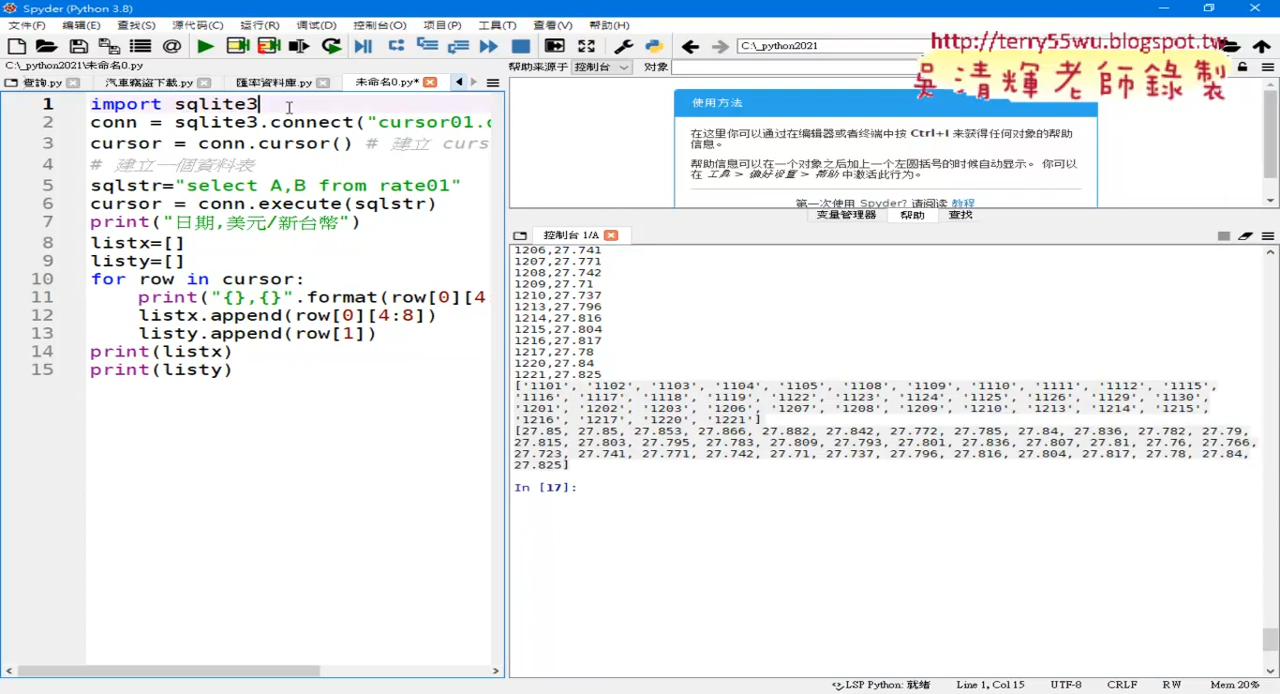 Spyder (Python 3.8)
文件(F) 编辑(E) 查找(S) 源代码(C) 运行(R) 调试(D) 控制台(O) 项目(P) 工具(T) 查看(V) 帮助(H)
C:\_python2021
http://terry55wu.blogspot.tw
吳清輝老師錄製
C:\_python2021\未命名0.py
帮助来源于 控制台 对象
查詢.py 汽車竊盜下載.py 匯率資料庫.py 未命名0.py*
1 import sqlite3
2 conn = sqlite3.connect("cursor01.
3 cursor = conn.cursor() # 建立 curs
4 # 建立一個資料表
5 sqlstr="select A,B from rate01"
6 cursor = conn.execute(sqlstr)
7 print("日期,美元/新台幣")
8 listx=[]
9 listy=[]
10 for row in cursor:
11 print("{},{}".format(row[0][4
12 listx.append(row[0][4:8])
13 listy.append(row[1])
14 print(listx)
15 print(listy)
使用方法
在这里你可以通过在编辑器或者终端中按 Ctrl+I 来获得任何对象的帮助
信息。
帮助信息可以在一个对象之后加上一个左圆括号的时候自动显示。 你可以
在 工具 > 偏好设置 > 帮助 中激活此行为。
第一次使用 Spyder? 请阅读 教程
变量管理器 帮助 查找
控制台 1/A
1206,27.741
1207,27.771
1208,27.742
1209,27.71
1210,27.737
1213,27.796
1214,27.816
1215,27.804
1216,27.817
1217,27.78
1220,27.84
1221,27.825
['1101', '1102', '1103', '1104', '1105', '1108', '1109', '1110', '1111', '1112', '1115',
'1116', '1117', '1118', '1119', '1122', '1123', '1124', '1125', '1126', '1129', '1130',
'1201', '1202', '1203', '1206', '1207', '1208', '1209', '1210', '1213', '1214', '1215',
'1216', '1217', '1220', '1221']
[27.85, 27.85, 27.853, 27.866, 27.882, 27.842, 27.772, 27.785, 27.84, 27.836, 27.782, 27.79,
27.815, 27.803, 27.795, 27.783, 27.809, 27.793, 27.801, 27.836, 27.807, 27.81, 27.76, 27.766,
27.723, 27.741, 27.771, 27.742, 27.71, 27.737, 27.796, 27.816, 27.804, 27.817, 27.78, 27.84,
27.825]
In [17]:
LSP Python: 就绪 Line 1, Col 15 UTF-8 CRLF RW Mem 20%